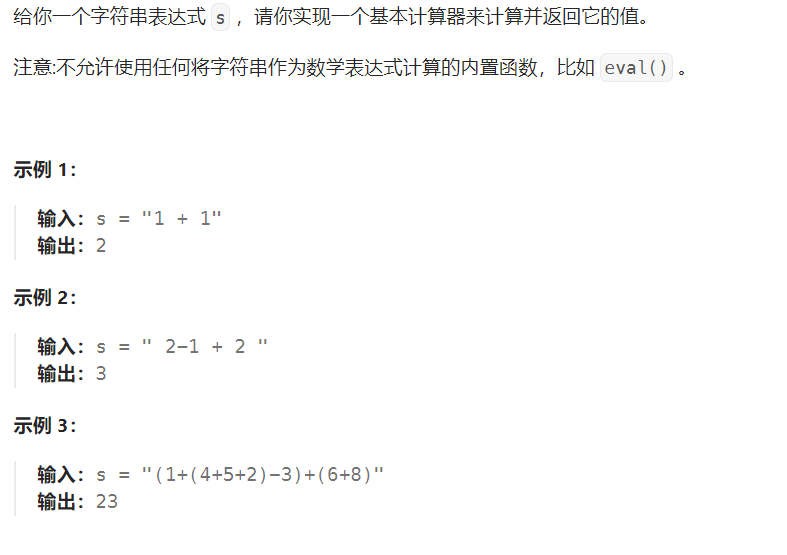 给你一个字符串表达式 s ，请你实现一个基本计算器来计算并返回它的值。
注意:不允许使用任何将字符串作为数学表达式计算的内置函数，比如 eval() 。
示例 1：
输入：s = "1 + 1"
输出：2
示例 2：
输入：s = " 2-1 + 2 "
输出：3
示例 3：
输入：s = "(1+(4+5+2)-3)+(6+8)"
输出：23